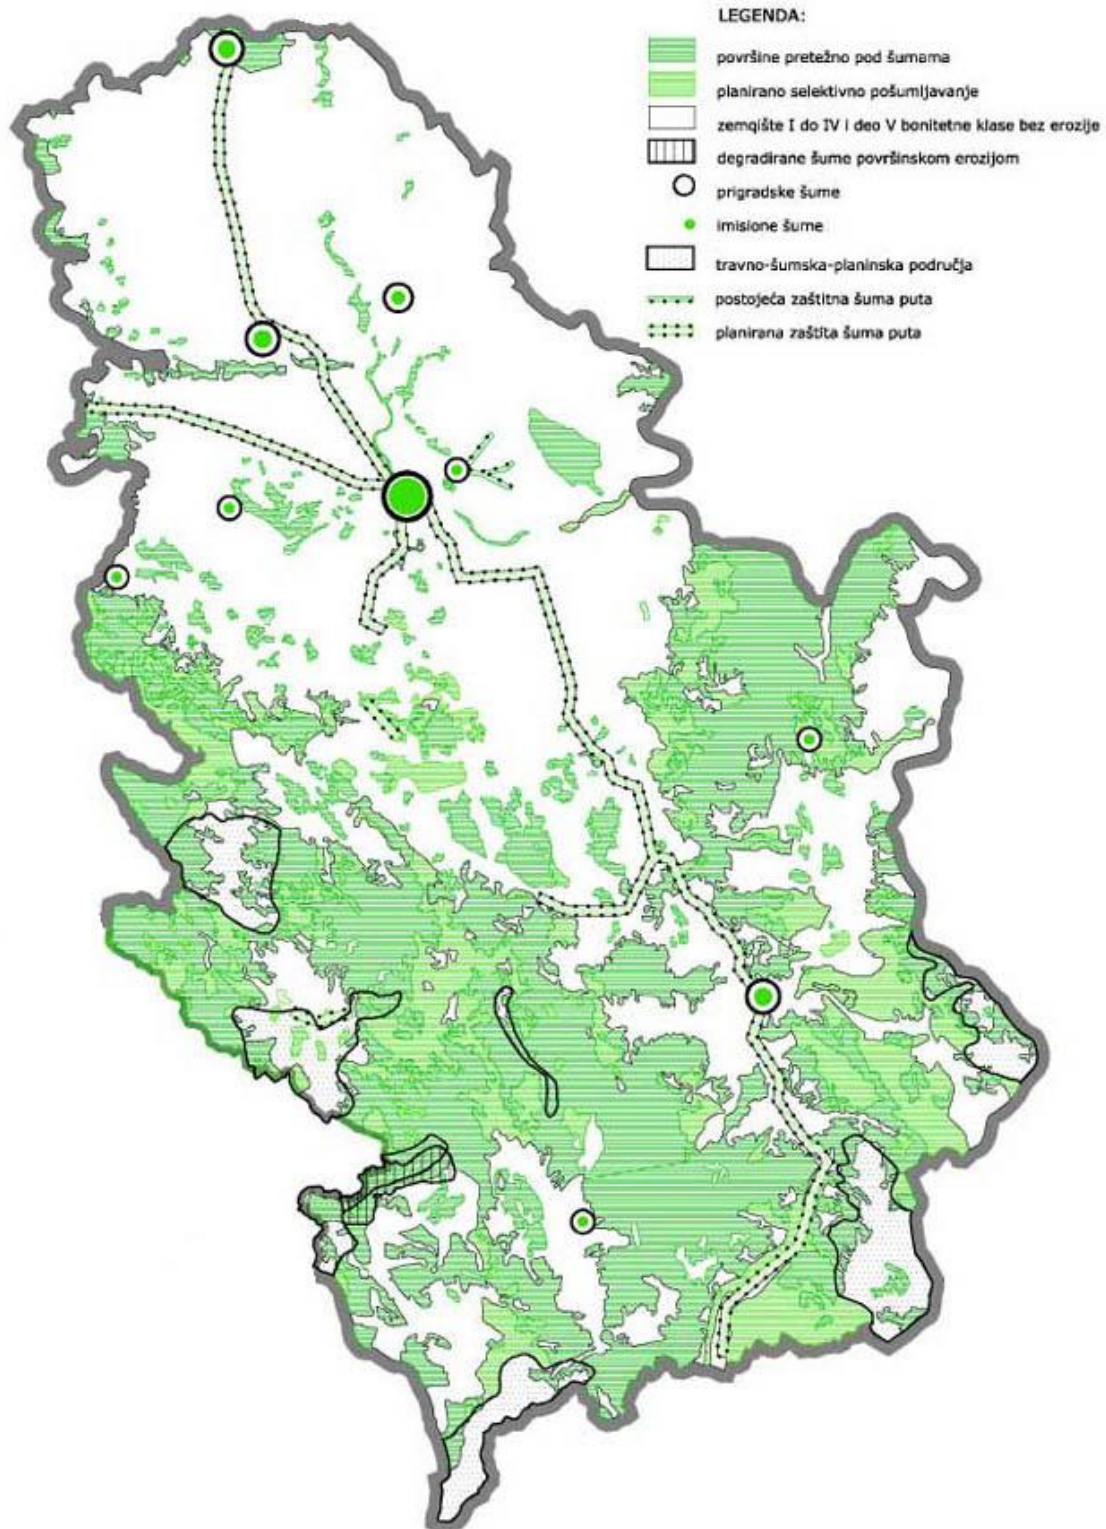 LEGENDA:
površine pretežno pod šumama
planirano selektivno pošumljavanje
zemqište I do IV i deo V bonitetne klase bez erozije
degradirane šume površinskom erozijom
prigradske šume
imisione šume
travno-šumska-planinska područja
postojeća zaštitna šuma puta
planirana zaštita šuma puta